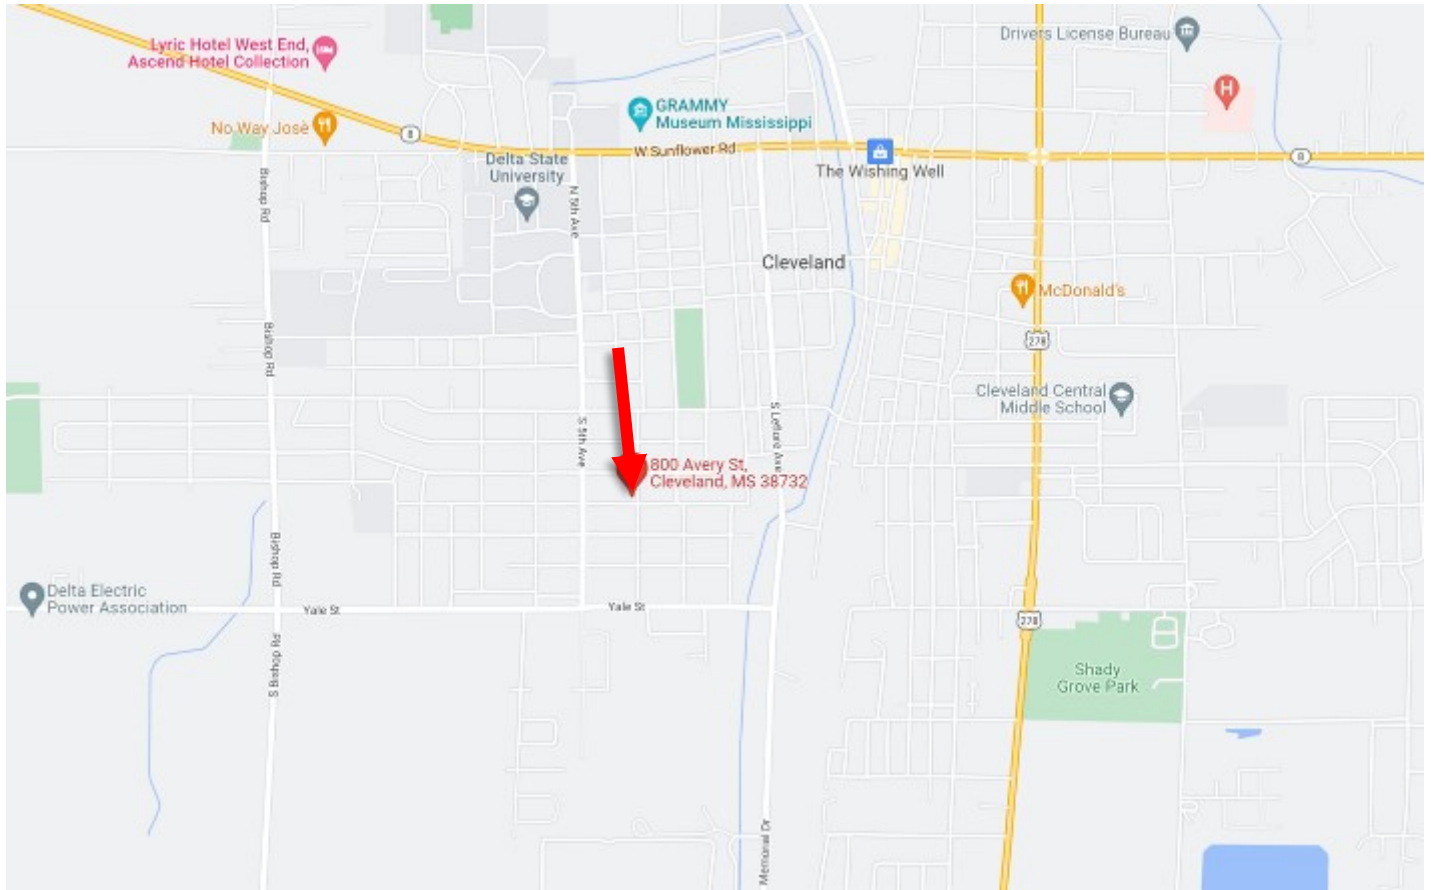 Drivers License Bureau
Lyric Hotel West End,
Ascend Hotel Collection
H
GRAMMY
Museum Mississippi
No Way José
8
W Sunflower Rd
8
Delta State
University
The Wishing Well
Bishop Rd
N 5th Ave
Cleveland
McDonald's
Bishop Rd
278
Cleveland Central
Middle School
S 5th Ave
S Leflore Ave
800 Avery St,
Cleveland, MS 38732
Bishop Rd
Delta Electric
Power Association
Yale St
Yale St
278
S Bishop Rd
Shady
Grove Park
Memorial Dr